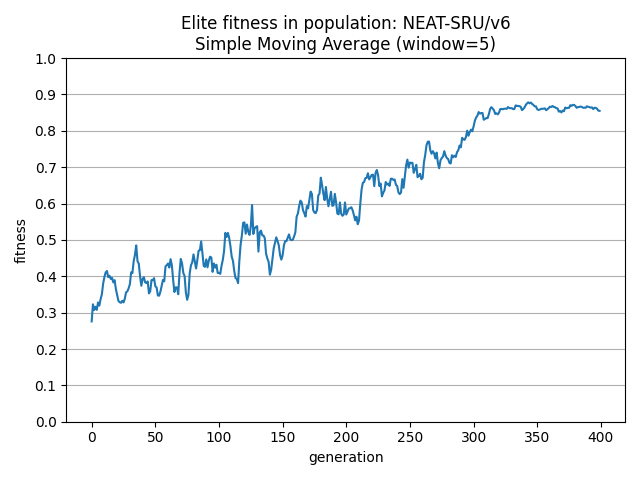 Elite fitness in population: NEAT-SRU/v6
Simple Moving Average (window=5)
1.0
0.9
0.8
0.7
0.6
0.5
0.4
0.3
0.2
0.1
0.0
fitness
0 50 100 150 200 250 300 350 400
generation